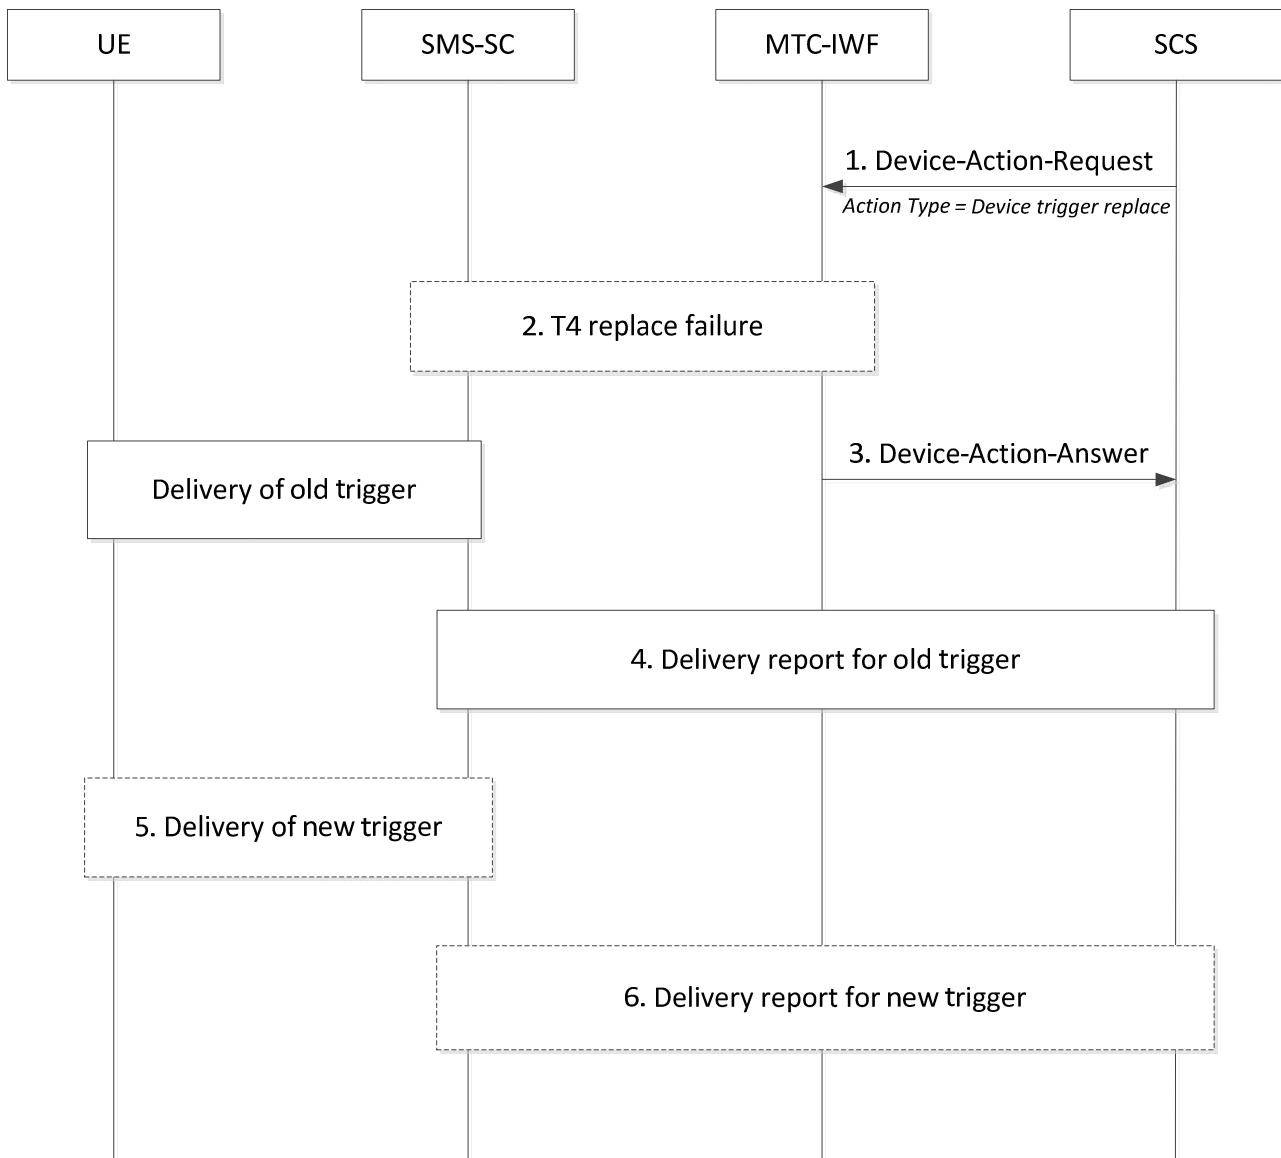 UE
SMS-SC
MTC-IWF
SCS
1. Device-Action-Request
Action Type = Device trigger replace
2. T4 replace failure
3. Device-Action-Answer
Delivery of old trigger
4. Delivery report for old trigger
5. Delivery of new trigger
6. Delivery report for new trigger